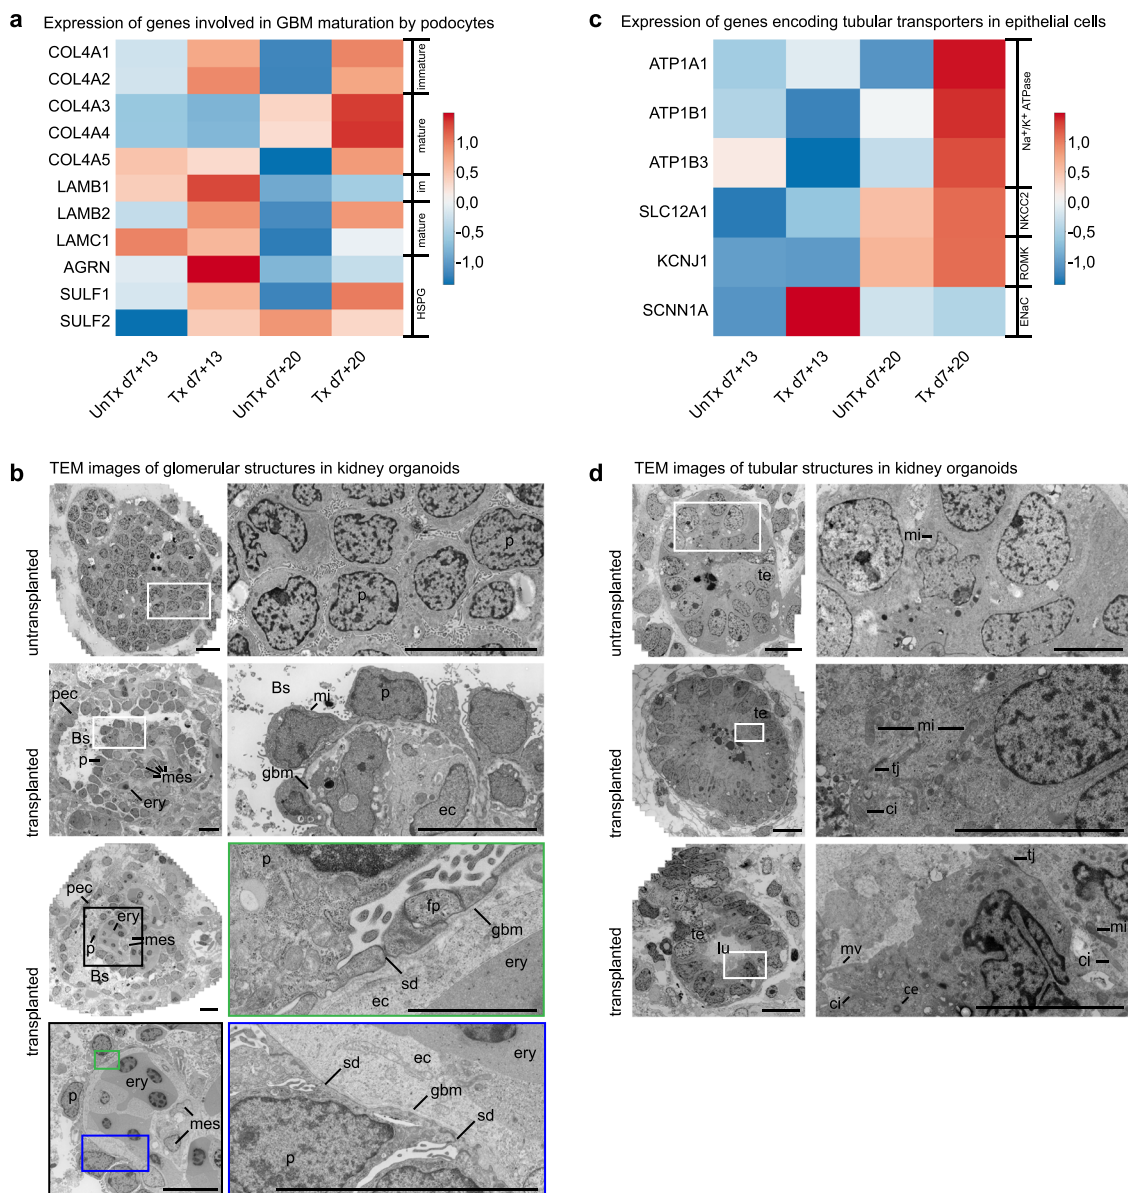 a Expression of genes involved in GBM maturation by podocytes
COL4A1
COL4A2
COL4A3
COL4A4
COL4A5
LAMB1
LAMB2
LAMC1
AGRN
SULF1
SULF2
immature
mature
im
mature
HSPG
1,0
0,5
0,0
-0,5
-1,0
UnTx d7+13
Tx d7+13
UnTx d7+20
Tx d7+20
c Expression of genes encoding tubular transporters in epithelial cells
ATP1A1
ATP1B1
ATP1B3
SLC12A1
KCNJ1
SCNN1A
Na⁺/K⁺ ATPase
NKCC2
ROMK
ENaC
1,0
0,5
0,0
-0,5
-1,0
UnTx d7+13
Tx d7+13
UnTx d7+20
Tx d7+20
b TEM images of glomerular structures in kidney organoids
untransplanted
p
p
transplanted
pec
Bs
p
mes
ery
Bs
mi
p
gbm
ec
transplanted
pec
ery
mes
p
Bs
p
fp
gbm
sd
ery
ec
ery
p
mes
sd
ec
ery
gbm
sd
p
d TEM images of tubular structures in kidney organoids
untransplanted
te
mi
transplanted
te
mi
tj
ci
transplanted
te
lu
tj
mi
mv
ci
ci
ce